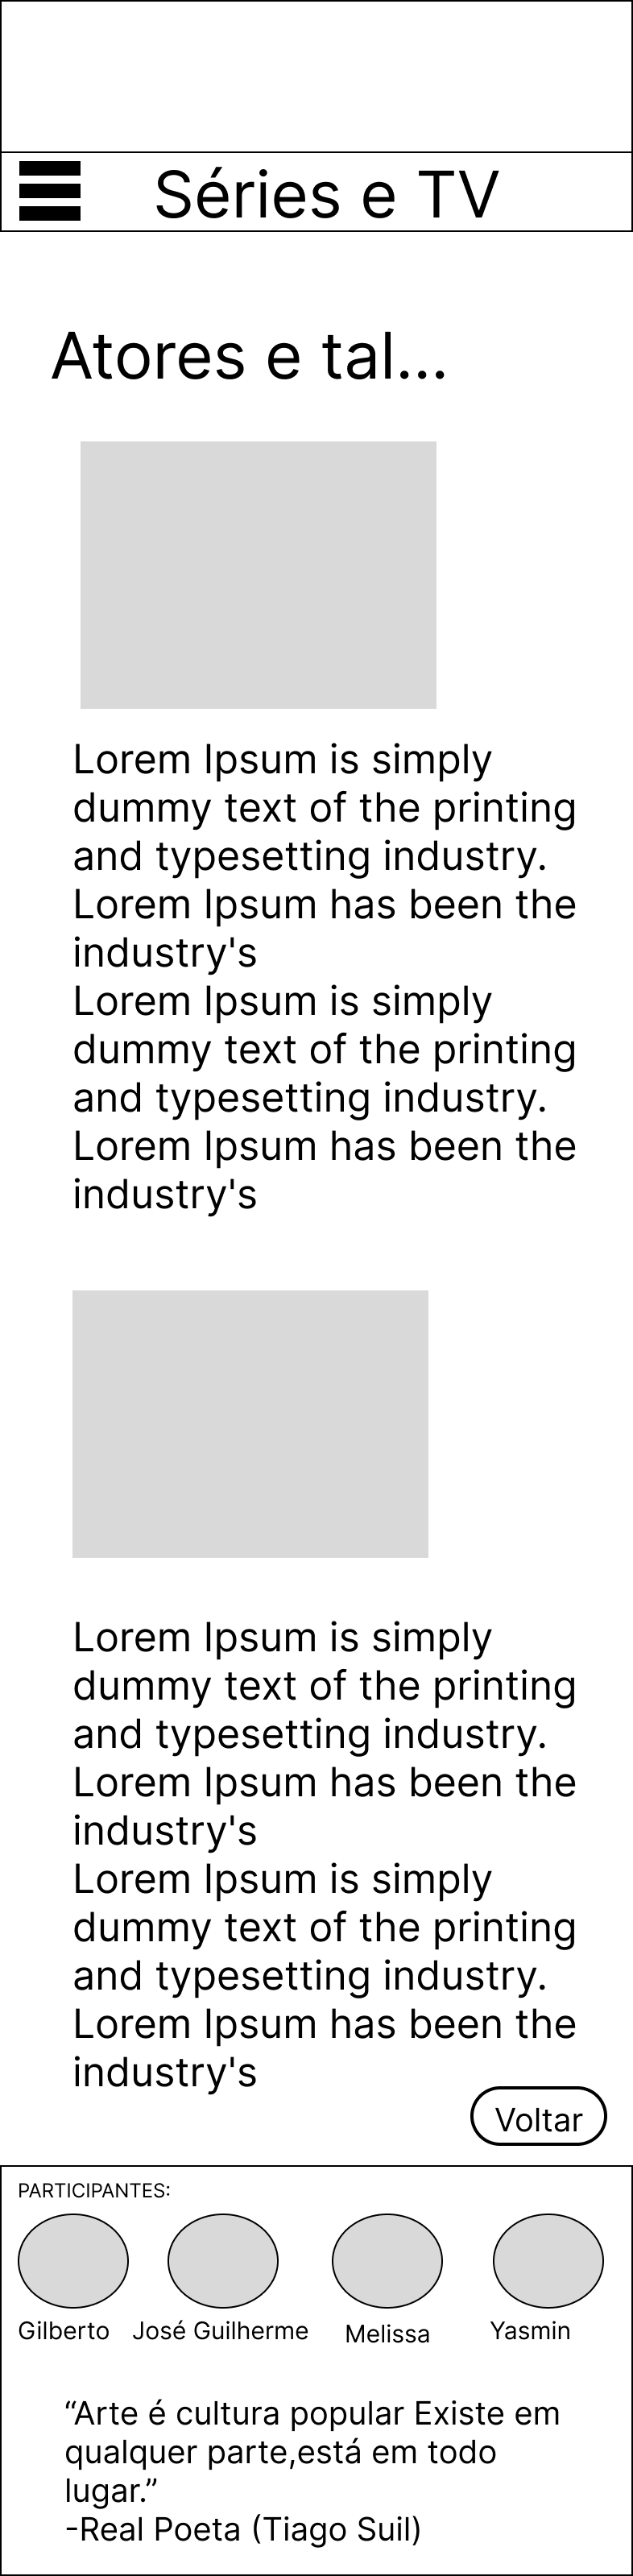 Séries e TV
Atores e tal...
Lorem Ipsum is simply
dummy text of the printing
and typesetting industry.
Lorem Ipsum has been the
industry's
Lorem Ipsum is simply
dummy text of the printing
and typesetting industry.
Lorem Ipsum has been the
industry's
Lorem Ipsum is simply
dummy text of the printing
and typesetting industry.
Lorem Ipsum has been the
industry's
Lorem Ipsum is simply
dummy text of the printing
and typesetting industry.
Lorem Ipsum has been the
industry's
Voltar
PARTICIPANTES:
Gilberto José Guilherme Melissa Yasmin
“Arte é cultura popular Existe em
qualquer parte,está em todo
lugar.”
-Real Poeta (Tiago Suil)